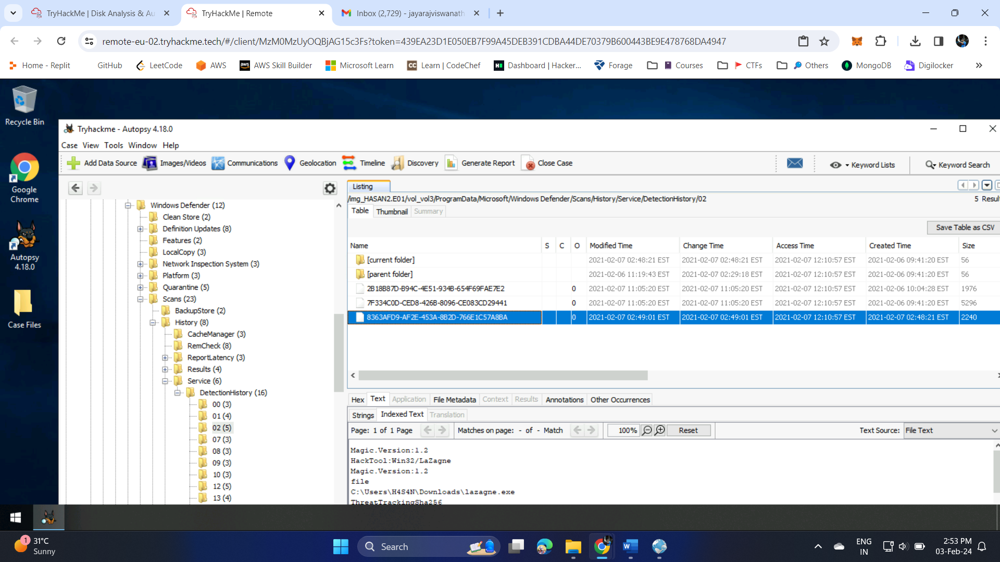 TryHackMe | Disk Analysis & Au
TryHackMe | Remote
Inbox (2,729) - jayarajviswanath
remote-eu-02.tryhackme.tech/#/client/MzM0MzUyOQBjAG15c3Fs?token=439EA23D1E050EB7F99A45DEB391CDBA44DE70379B600443BE9E478768DA4947
Home - Replit
GitHub
LeetCode
AWS
AWS Skill Builder
Microsoft Learn
Learn | CodeChef
Dashboard | Hacker...
Forage
Courses
CTFs
Others
MongoDB
Digilocker
Recycle Bin
Google
Chrome
Autopsy
4.18.0
Case Files
Tryhackme - Autopsy 4.18.0
Case View Tools Window Help
Add Data Source
Images/Videos
Communications
Geolocation
Timeline
Discovery
Generate Report
Close Case
Keyword Lists
Keyword Search
Windows Defender (12)
Clean Store (2)
Definition Updates (8)
Features (2)
LocalCopy (3)
Network Inspection System (3)
Platform (3)
Quarantine (5)
Scans (23)
BackupStore (2)
History (8)
CacheManager (3)
RemCheck (8)
ReportLatency (3)
Results (4)
Service (6)
DetectionHistory (16)
00 (3)
01 (4)
02 (5)
07 (3)
08 (3)
09 (3)
10 (3)
12 (5)
13 (4)
Listing
/img_HASAN2.E01/vol_vol3/ProgramData/Microsoft/Windows Defender/Scans/History/Service/DetectionHistory/02
5 Result
Table Thumbnail Summary
Save Table as CSV
Name S C O Modified Time Change Time Access Time Created Time Size
[current folder] 2021-02-07 02:48:21 EST 2021-02-07 02:48:21 EST 2021-02-07 12:10:57 EST 2021-02-06 09:41:20 EST 56
[parent folder] 2021-02-06 11:19:43 EST 2021-02-07 02:29:18 EST 2021-02-07 12:10:57 EST 2021-02-06 09:41:20 EST 56
2B18B87D-B94C-4E51-934B-654F69FAE7E2 0 2021-02-07 11:05:20 EST 2021-02-07 11:05:20 EST 2021-02-07 12:10:57 EST 2021-02-06 10:04:28 EST 1976
7F334C0D-CED8-426B-8096-CE083CD29441 0 2021-02-07 11:05:20 EST 2021-02-07 11:05:20 EST 2021-02-07 12:10:57 EST 2021-02-06 09:41:20 EST 5296
8363AFD9-AF2E-453A-8B2D-766E1C57A8BA 0 2021-02-07 02:49:01 EST 2021-02-07 02:49:01 EST 2021-02-07 12:10:57 EST 2021-02-07 02:48:21 EST 2240
Hex Text Application File Metadata Context Results Annotations Other Occurrences
Strings Indexed Text Translation
Page: 1 of 1 Page Matches on page: - of - Match 100% Reset Text Source: File Text
Magic.Version:1.2
HackTool:Win32/LaZagne
Magic.Version:1.2
file
C:\Users\H4S4N\Downloads\lazagne.exe
ThreatTrackingSha256
1
31°C
Sunny
Search
ENG
IN
2:53 PM
03-Feb-24